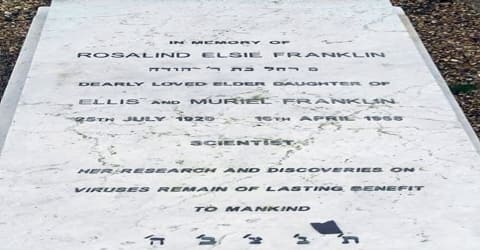 IN MEMORY OF
ROSALIND ELSIE FRANKLIN
מ רחל בת ר׳ יהודה
DEARLY LOVED ELDER DAUGHTER OF
ELLIS AND MURIEL FRANKLIN
25TH JULY 1920 16TH APRIL 1958
SCIENTIST
HER RESEARCH AND DISCOVERIES ON
VIRUSES REMAIN OF LASTING BENEFIT
TO MANKIND
ת נ צ ב ה